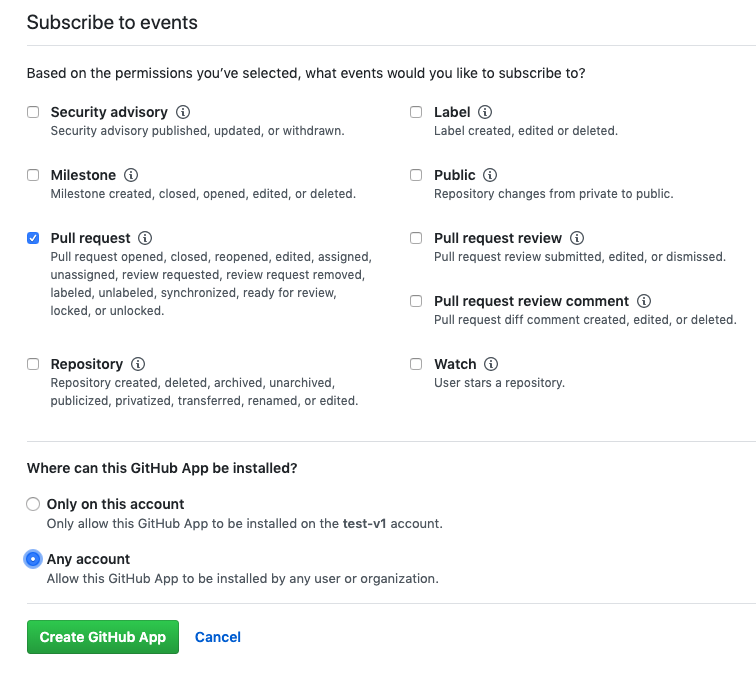 Subscribe to events
Based on the permissions you've selected, what events would you like to subscribe to?
Security advisory
Security advisory published, updated, or withdrawn.
Label
Label created, edited or deleted.
Milestone
Milestone created, closed, opened, edited, or deleted.
Public
Repository changes from private to public.
Pull request
Pull request opened, closed, reopened, edited, assigned,
unassigned, review requested, review request removed,
labeled, unlabeled, synchronized, ready for review,
locked, or unlocked.
Pull request review
Pull request review submitted, edited, or dismissed.
Pull request review comment
Pull request diff comment created, edited, or deleted.
Repository
Repository created, deleted, archived, unarchived,
publicized, privatized, transferred, renamed, or edited.
Watch
User stars a repository.
Where can this GitHub App be installed?
Only on this account
Only allow this GitHub App to be installed on the test-v1 account.
Any account
Allow this GitHub App to be installed by any user or organization.
Create GitHub App
Cancel